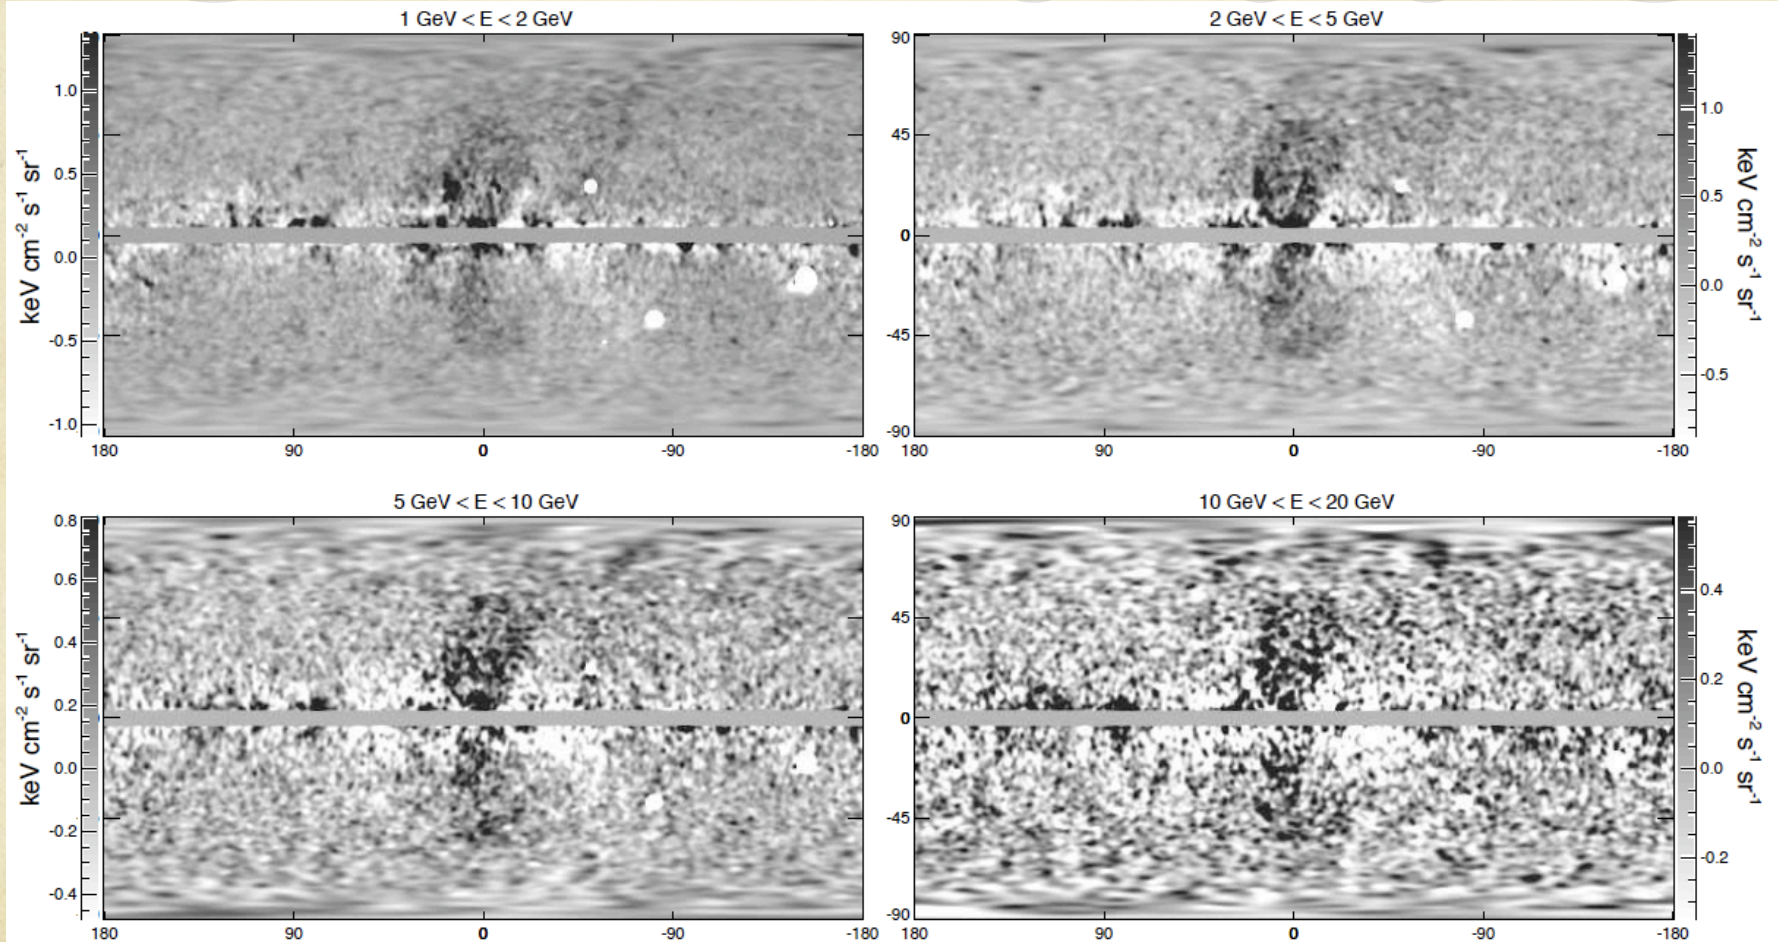 1 GeV < E < 2 GeV
2 GeV < E < 5 GeV
keV cm⁻² s⁻¹ sr⁻¹
1.0
0.5
0.0
-0.5
-1.0
180 90 0 -90 -180
90
45
0
-45
-90
180 90 0 -90 -180
1.0
0.5
0.0
-0.5
keV cm⁻² s⁻¹ sr⁻¹
5 GeV < E < 10 GeV
10 GeV < E < 20 GeV
keV cm⁻² s⁻¹ sr⁻¹
0.8
0.6
0.4
0.2
0.0
-0.2
-0.4
180 90 0 -90 -180
90
45
0
-45
-90
180 90 0 -90 -180
0.4
0.2
0.0
-0.2
keV cm⁻² s⁻¹ sr⁻¹